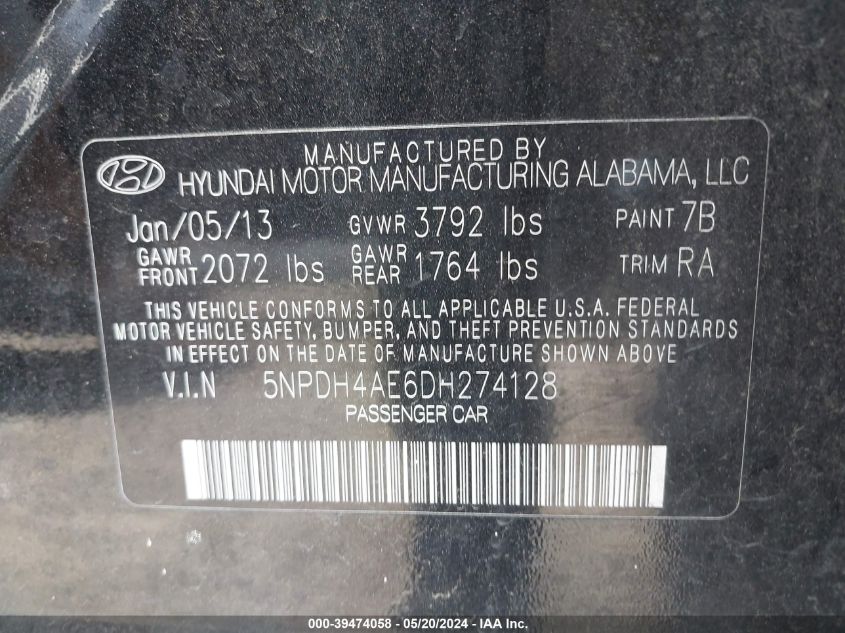 MANUFACTURED BY
HYUNDAI MOTOR MANUFACTURING ALABAMA, LLC
Jan/05/13 GVWR 3792 lbs PAINT 7B
GAWR FRONT 2072 lbs GAWR REAR 1764 lbs TRIM RA
THIS VEHICLE CONFORMS TO ALL APPLICABLE U.S.A. FEDERAL
MOTOR VEHICLE SAFETY, BUMPER, AND THEFT PREVENTION STANDARDS
IN EFFECT ON THE DATE OF MANUFACTURE SHOWN ABOVE
V.I.N 5NPDH4AE6DH274128
PASSENGER CAR
000-39474058 - 05/20/2024 - IAA Inc.